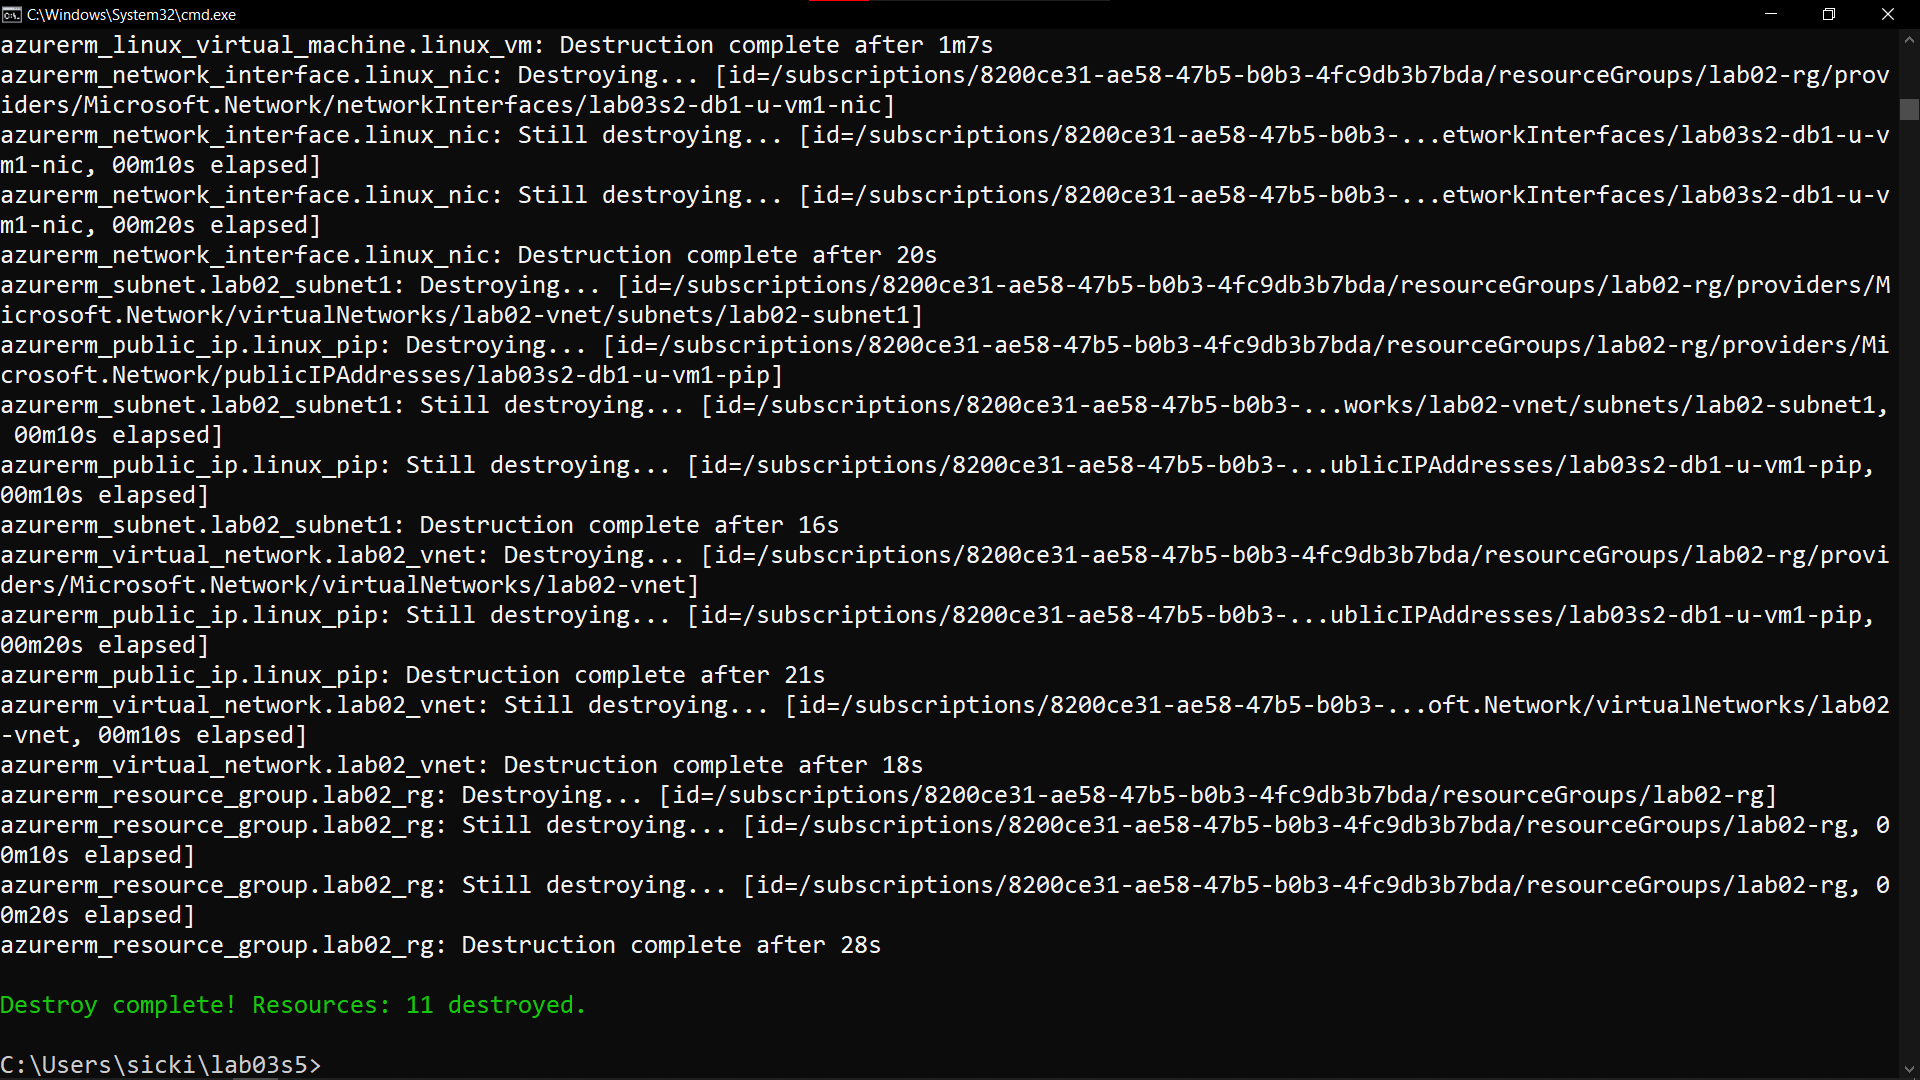 C:\Windows\System32\cmd.exe
azurerm_linux_virtual_machine.linux_vm: Destruction complete after 1m7s
azurerm_network_interface.linux_nic: Destroying... [id=/subscriptions/8200ce31-ae58-47b5-b0b3-4fc9db3b7bda/resourceGroups/lab02-rg/prov
iders/Microsoft.Network/networkInterfaces/lab03s2-db1-u-vm1-nic]
azurerm_network_interface.linux_nic: Still destroying... [id=/subscriptions/8200ce31-ae58-47b5-b0b3-...etworkInterfaces/lab03s2-db1-u-v
m1-nic, 00m10s elapsed]
azurerm_network_interface.linux_nic: Still destroying... [id=/subscriptions/8200ce31-ae58-47b5-b0b3-...etworkInterfaces/lab03s2-db1-u-v
m1-nic, 00m20s elapsed]
azurerm_network_interface.linux_nic: Destruction complete after 20s
azurerm_subnet.lab02_subnet1: Destroying... [id=/subscriptions/8200ce31-ae58-47b5-b0b3-4fc9db3b7bda/resourceGroups/lab02-rg/providers/M
icrosoft.Network/virtualNetworks/lab02-vnet/subnets/lab02-subnet1]
azurerm_public_ip.linux_pip: Destroying... [id=/subscriptions/8200ce31-ae58-47b5-b0b3-4fc9db3b7bda/resourceGroups/lab02-rg/providers/Mi
crosoft.Network/publicIPAddresses/lab03s2-db1-u-vm1-pip]
azurerm_subnet.lab02_subnet1: Still destroying... [id=/subscriptions/8200ce31-ae58-47b5-b0b3-...works/lab02-vnet/subnets/lab02-subnet1,
 00m10s elapsed]
azurerm_public_ip.linux_pip: Still destroying... [id=/subscriptions/8200ce31-ae58-47b5-b0b3-...ublicIPAddresses/lab03s2-db1-u-vm1-pip,
00m10s elapsed]
azurerm_subnet.lab02_subnet1: Destruction complete after 16s
azurerm_virtual_network.lab02_vnet: Destroying... [id=/subscriptions/8200ce31-ae58-47b5-b0b3-4fc9db3b7bda/resourceGroups/lab02-rg/provi
ders/Microsoft.Network/virtualNetworks/lab02-vnet]
azurerm_public_ip.linux_pip: Still destroying... [id=/subscriptions/8200ce31-ae58-47b5-b0b3-...ublicIPAddresses/lab03s2-db1-u-vm1-pip,
00m20s elapsed]
azurerm_public_ip.linux_pip: Destruction complete after 21s
azurerm_virtual_network.lab02_vnet: Still destroying... [id=/subscriptions/8200ce31-ae58-47b5-b0b3-...oft.Network/virtualNetworks/lab02
-vnet, 00m10s elapsed]
azurerm_virtual_network.lab02_vnet: Destruction complete after 18s
azurerm_resource_group.lab02_rg: Destroying... [id=/subscriptions/8200ce31-ae58-47b5-b0b3-4fc9db3b7bda/resourceGroups/lab02-rg]
azurerm_resource_group.lab02_rg: Still destroying... [id=/subscriptions/8200ce31-ae58-47b5-b0b3-4fc9db3b7bda/resourceGroups/lab02-rg, 0
0m10s elapsed]
azurerm_resource_group.lab02_rg: Still destroying... [id=/subscriptions/8200ce31-ae58-47b5-b0b3-4fc9db3b7bda/resourceGroups/lab02-rg, 0
0m20s elapsed]
azurerm_resource_group.lab02_rg: Destruction complete after 28s
Destroy complete! Resources: 11 destroyed.
C:\Users\sicki\lab03s5>